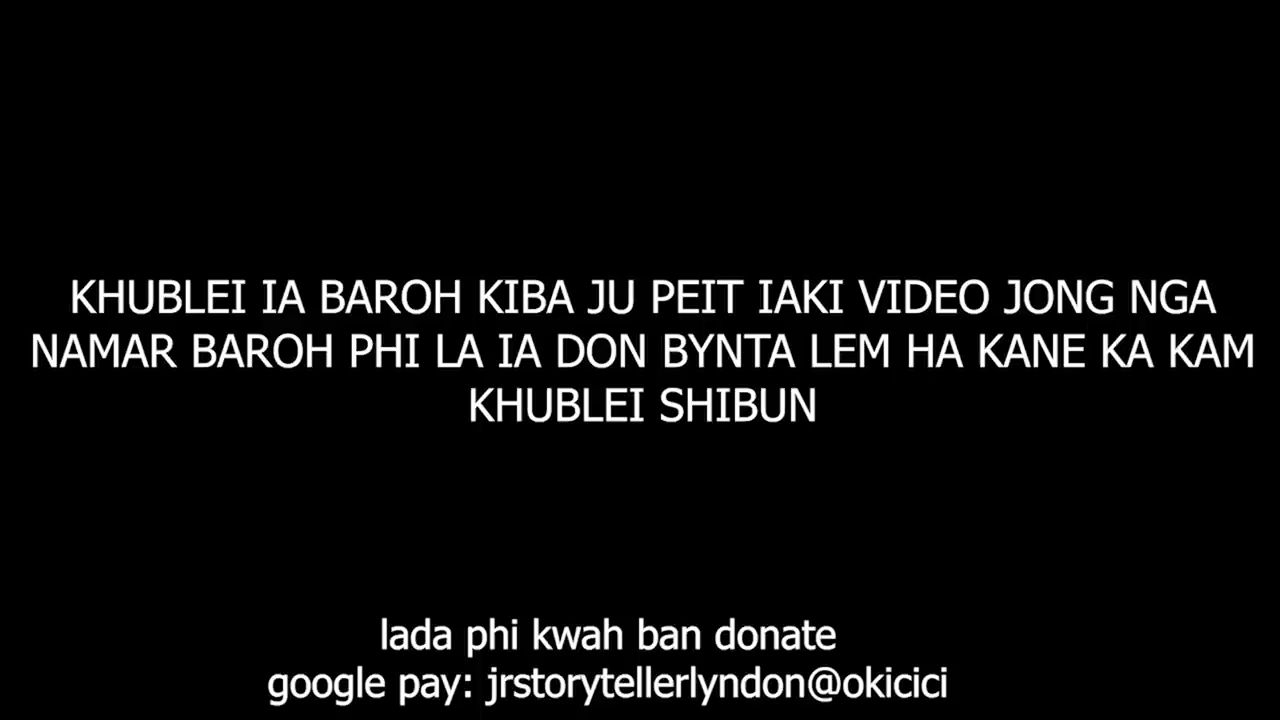 KHUBLEI IA BAROH KIBA JU PEIT IAKI VIDEO JONG NGA
NAMAR BAROH PHI LA IA DON BYNTA LEM HA KANE KA KAM
KHUBLEI SHIBUN
lada phi kwah ban donate
google pay: jrstorytellerlyndon@okicici